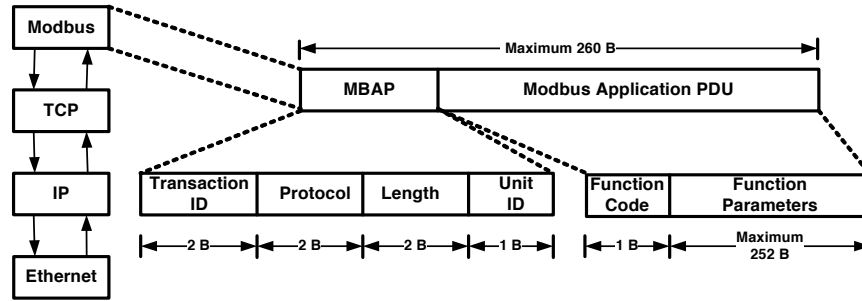 Modbus
TCP
IP
Ethernet
Maximum 260 B
MBAP
Modbus Application PDU
Transaction
ID
Protocol
Length
Unit
ID
Function
Code
Function
Parameters
2 B
2 B
2 B
1 B
1 B
Maximum
252 B